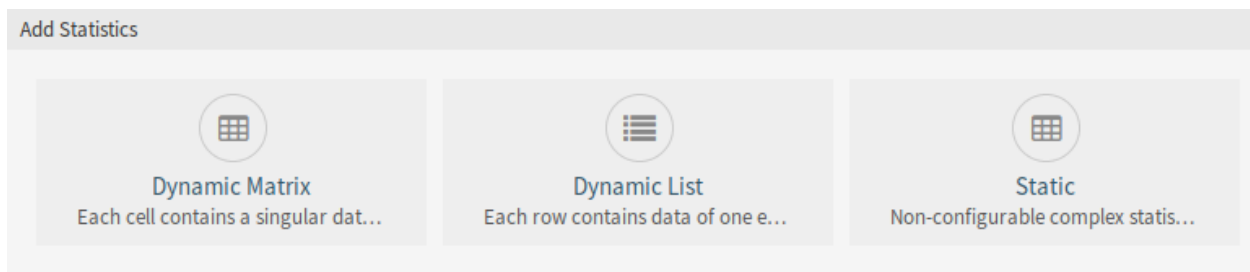 Add Statistics
Dynamic Matrix
Each cell contains a singular dat…
Dynamic List
Each row contains data of one e…
Static
Non-configurable complex statis…